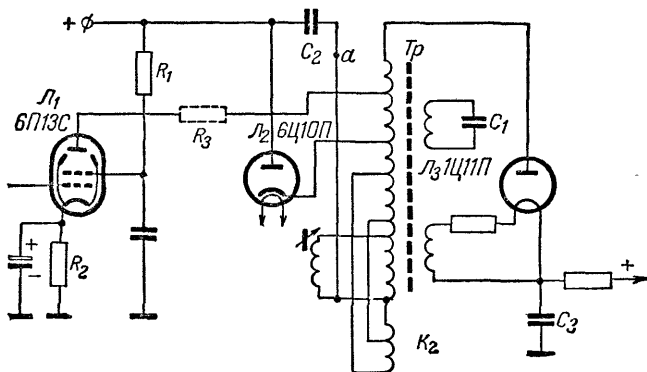 +
C₂
a
Тр
R₁
Л₁
6П13С
R₃
Л₂ 6Ц10П
C₁
Л₃ 1Ц11П
+
-
R₂
+
C₃
K₂